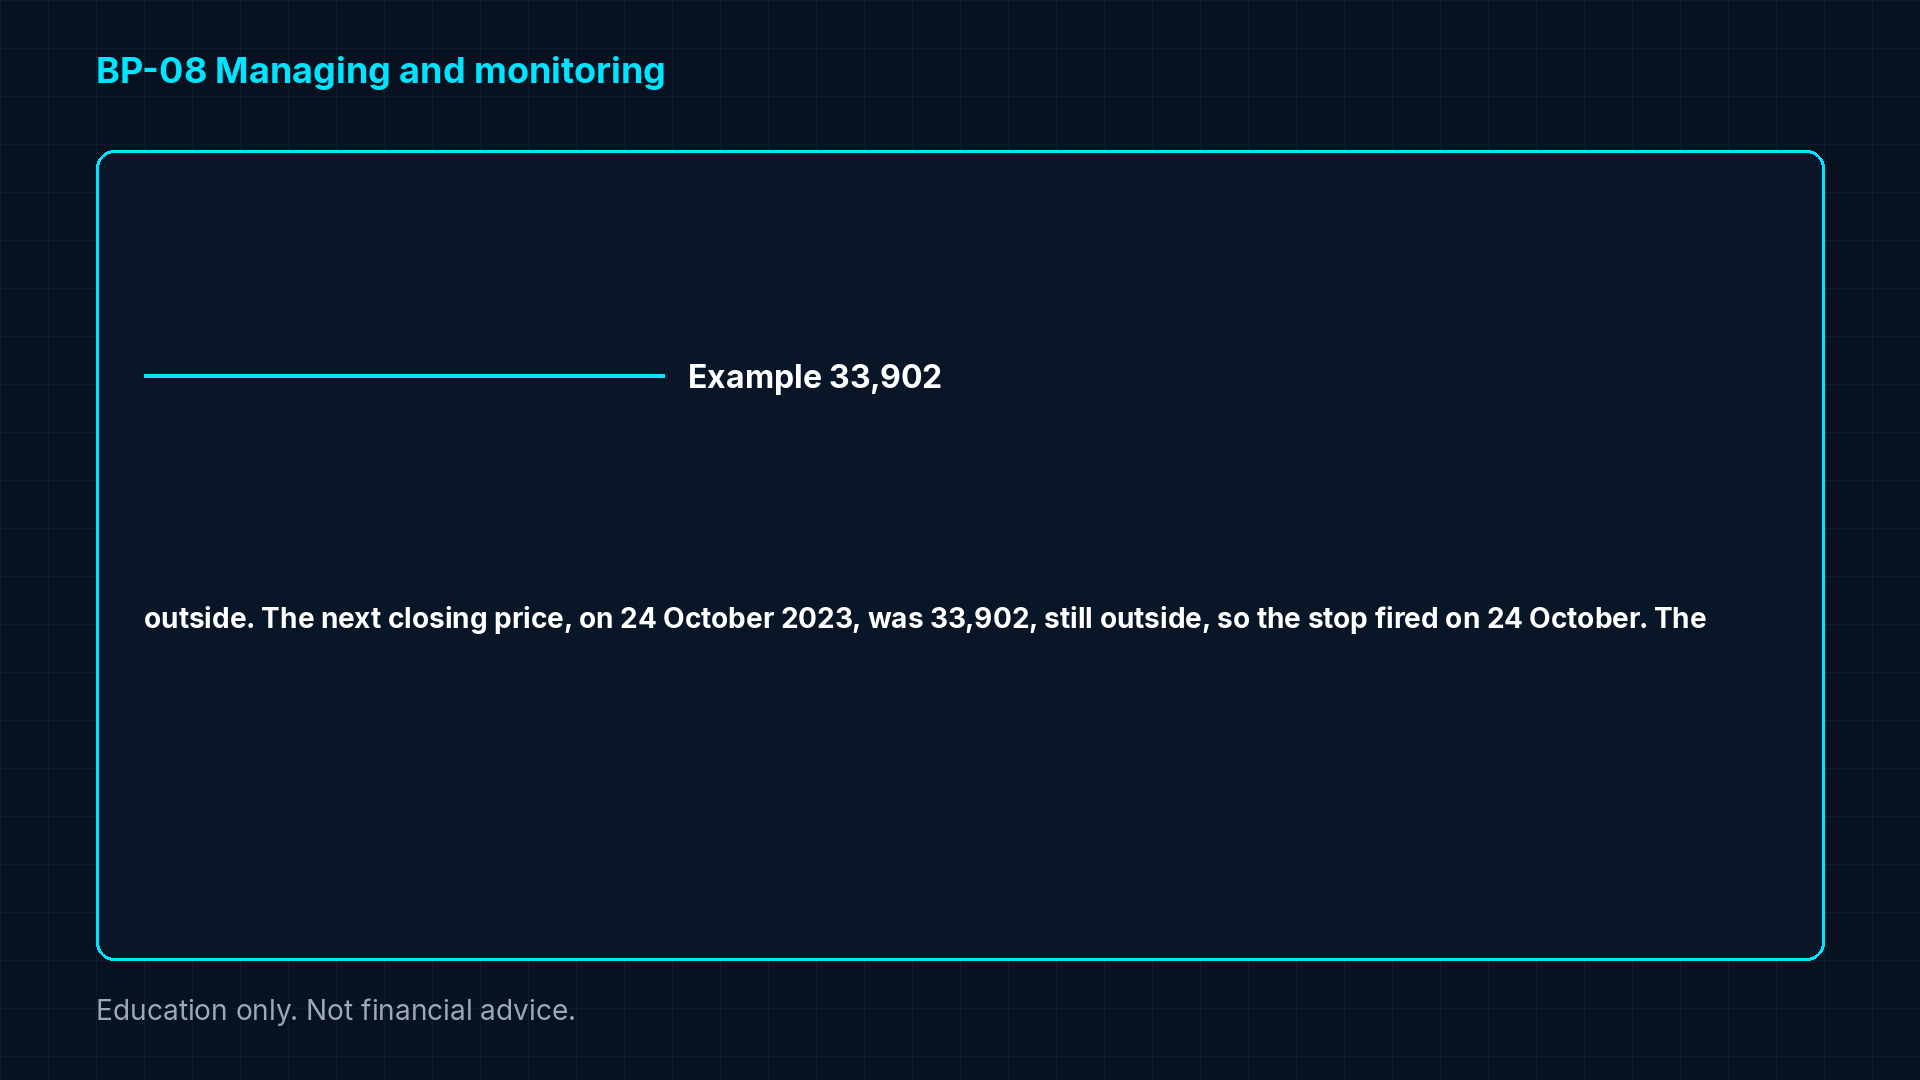 BP-08 Managing and monitoring
Example 33,902
outside. The next closing price, on 24 October 2023, was 33,902, still outside, so the stop fired on 24 October. The
Education only. Not financial advice.